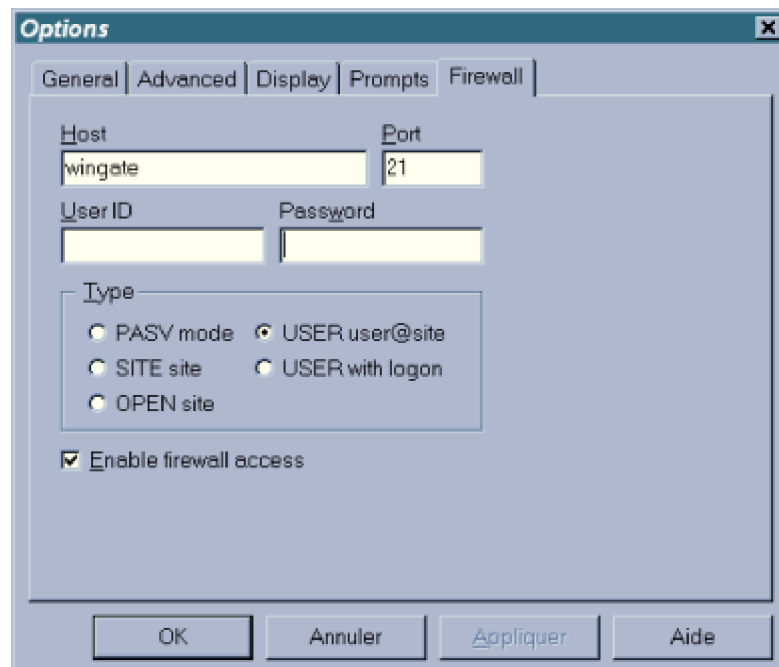 Options
General Advanced Display Prompts Firewall
Host Port
wingate 21
User ID Password
Type
PASV mode USER user@site
SITE site USER with logon
OPEN site
Enable firewall access
OK Annuler Appliquer Aide